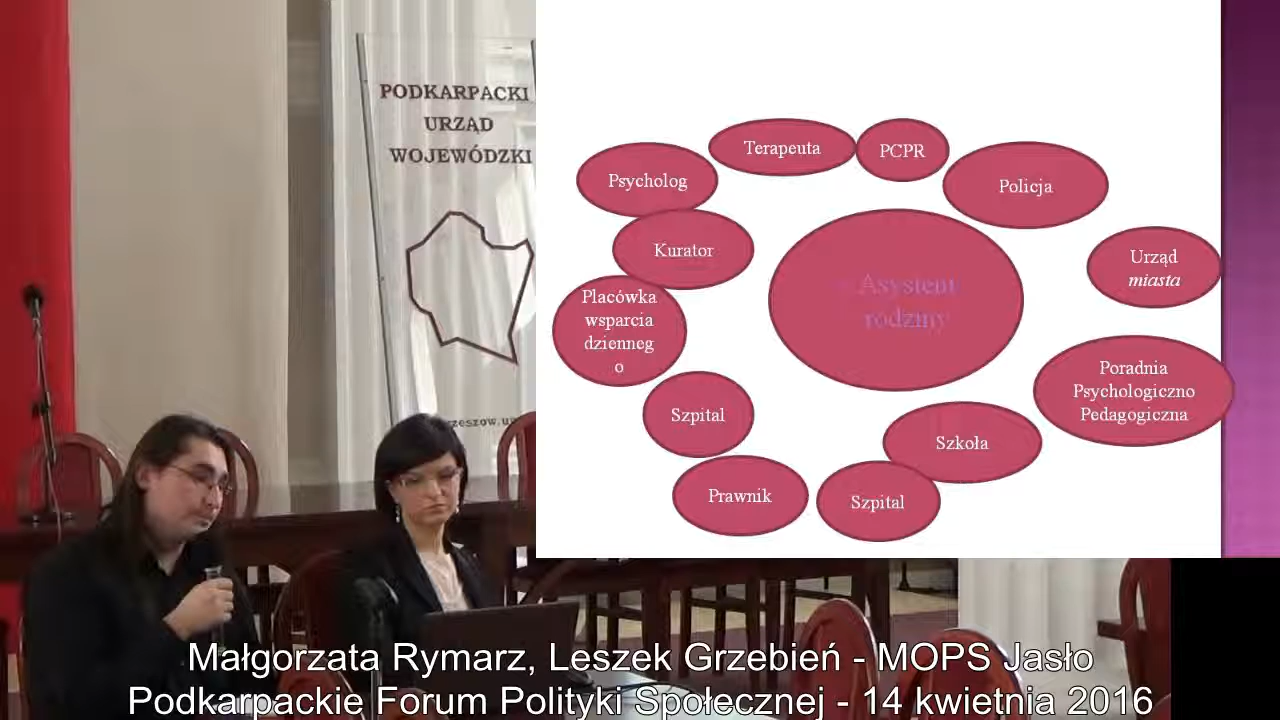 PODKARPACKI
URZĄD
WOJEWÓDZKI
Terapeuta
PCPR
Psycholog
Policja
Kurator
Urząd
miasta
Placówka
wsparcia
dzienneg
o
Asystent
rodziny
Poradnia
Psychologiczno
Pedagogiczna
Szpital
Szkoła
Prawnik
Szpital
Małgorzata Rymarz, Leszek Grzebień - MOPS Jasło
Podkarpackie Forum Polityki Społecznej - 14 kwietnia 2016